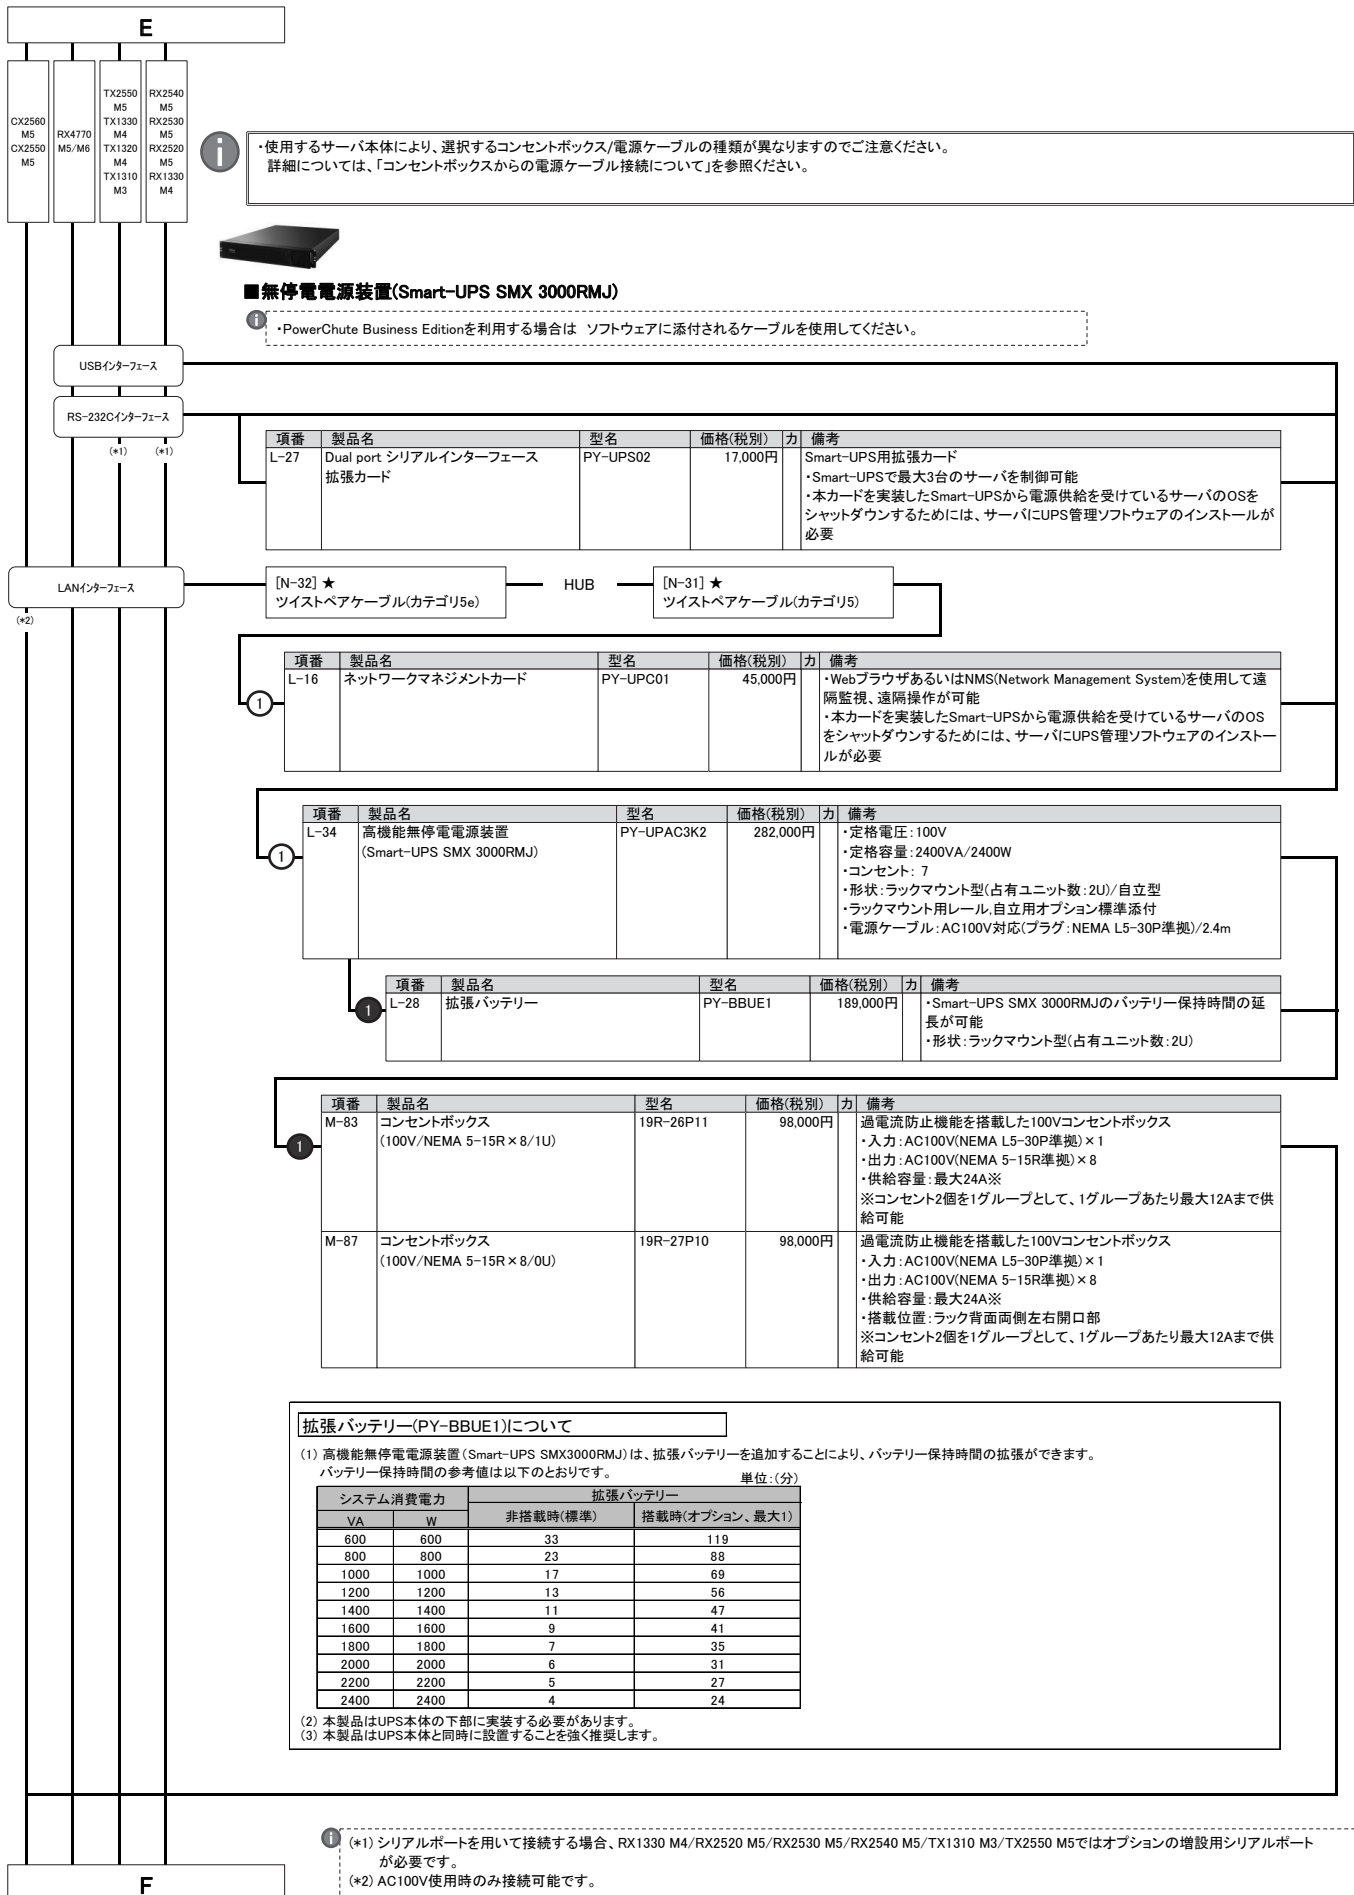 E
CX2560
M5
CX2550
M5
RX4770
M5/M6
TX2550
M5
TX1330
M4
TX1320
M4
TX1310
M3
RX2540
M5
RX2530
M5
RX2520
M5
RX1330
M4
・使用するサーバ本体により、選択するコンセントボックス/電源ケーブルの種類が異なりますのでご注意ください。
詳細については、「コンセントボックスからの電源ケーブル接続について」を参照ください。
■無停電電源装置(Smart-UPS SMX 3000RMJ)
・PowerChute Business Editionを利用する場合は ソフトウェアに添付されるケーブルを使用してください。
USBインターフェース
RS-232Cインターフェース
(*1) (*1)
項番 製品名 型名 価格(税別) カ 備考
L-27 Dual port シリアルインターフェース PY-UPS02 17,000円 Smart-UPS用拡張カード
拡張カード ・Smart-UPSで最大3台のサーバを制御可能
・本カードを実装したSmart-UPSから電源供給を受けているサーバのOSを
シャットダウンするためには、サーバにUPS管理ソフトウェアのインストールが
必要
LANインターフェース
(*2)
[N-32] ★
ツイストペアケーブル(カテゴリ5e)
HUB
[N-31] ★
ツイストペアケーブル(カテゴリ5)
項番 製品名 型名 価格(税別) カ 備考
1
L-16 ネットワークマネジメントカード PY-UPC01 45,000円 ・WebブラウザあるいはNMS(Network Management System)を使用して遠
隔監視、遠隔操作が可能
・本カードを実装したSmart-UPSから電源供給を受けているサーバのOS
をシャットダウンするためには、サーバにUPS管理ソフトウェアのインストー
ルが必要
項番 製品名 型名 価格(税別) カ 備考
1
L-34 高機能無停電電源装置 PY-UPAC3K2 282,000円 ・定格電圧:100V
(Smart-UPS SMX 3000RMJ) ・定格容量:2400VA/2400W
・コンセント: 7
・形状:ラックマウント型(占有ユニット数:2U)/自立型
・ラックマウント用レール,自立用オプション標準添付
・電源ケーブル:AC100V対応(プラグ:NEMA L5-30P準拠)/2.4m
項番 製品名 型名 価格(税別) カ 備考
1
L-28 拡張バッテリー PY-BBUE1 189,000円 ・Smart-UPS SMX 3000RMJのバッテリー保持時間の延
長が可能
・形状:ラックマウント型(占有ユニット数:2U)
項番 製品名 型名 価格(税別) カ 備考
1
M-83 コンセントボックス 19R-26P11 98,000円 過電流防止機能を搭載した100Vコンセントボックス
(100V/NEMA 5-15R×8/1U) ・入力:AC100V(NEMA L5-30P準拠)×1
・出力:AC100V(NEMA 5-15R準拠)×8
・供給容量:最大24A※
※コンセント2個を1グループとして、1グループあたり最大12Aまで供
給可能
M-87 コンセントボックス 19R-27P10 98,000円 過電流防止機能を搭載した100Vコンセントボックス
(100V/NEMA 5-15R×8/0U) ・入力:AC100V(NEMA L5-30P準拠)×1
・出力:AC100V(NEMA 5-15R準拠)×8
・供給容量:最大24A※
・搭載位置:ラック背面両側左右開口部
※コンセント2個を1グループとして、1グループあたり最大12Aまで供
給可能
拡張バッテリー(PY-BBUE1)について
(1) 高機能無停電電源装置(Smart-UPS SMX3000RMJ)は、拡張バッテリーを追加することにより、バッテリー保持時間の拡張ができます。
バッテリー保持時間の参考値は以下のとおりです。 単位:(分)
システム消費電力 拡張バッテリー
VA W 非搭載時(標準) 搭載時(オプション、最大1)
600 600 33 119
800 800 23 88
1000 1000 17 69
1200 1200 13 56
1400 1400 11 47
1600 1600 9 41
1800 1800 7 35
2000 2000 6 31
2200 2200 5 27
2400 2400 4 24
(2) 本製品はUPS本体の下部に実装する必要があります。
(3) 本製品はUPS本体と同時に設置することを強く推奨します。
(*1) シリアルポートを用いて接続する場合、RX1330 M4/RX2520 M5/RX2530 M5/RX2540 M5/TX1310 M3/TX2550 M5ではオプションの増設用シリアルポート
が必要です。
(*2) AC100V使用時のみ接続可能です。
F